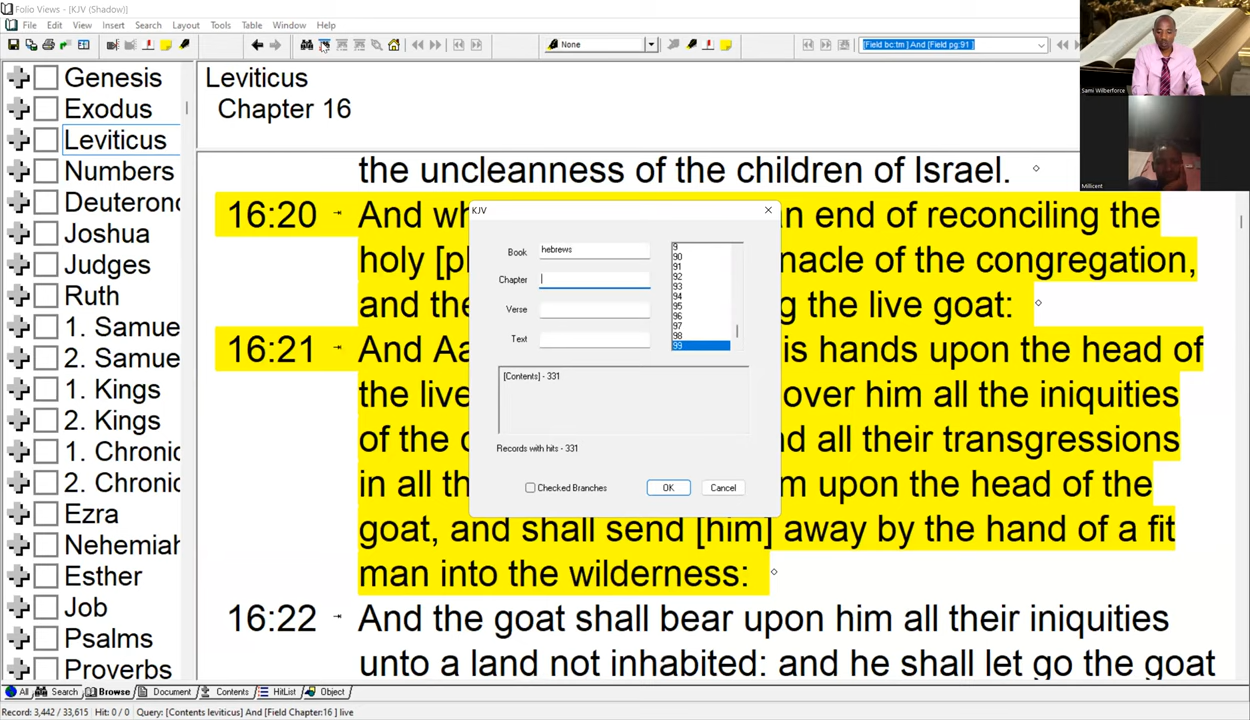 Folio Views - [KJV (Shadow)]
File Edit View Insert Search Layout Tools Table Window Help
None
[Field bc:tm ] And [Field pg:91 ]
Genesis
Exodus
Leviticus
Numbers
Deuteronc
Joshua
Judges
Ruth
1. Samue
2. Samue
1. Kings
2. Kings
1. Chronic
2. Chronic
Ezra
Nehemiah
Esther
Job
Psalms
Proverbs
Leviticus
Chapter 16
the uncleanness of the children of Israel.
16:20 And wh n end of reconciling the
holy [pl nacle of the congregation,
and the g the live goat:
16:21 And Aa is hands upon the head of
the live over him all the iniquities
of the c d all their transgressions
in all th m upon the head of the
goat, and shall send [him] away by the hand of a fit
man into the wilderness:
16:22 And the goat shall bear upon him all their iniquities
unto a land not inhabited: and he shall let go the goat
KJV
Book hebrews
Chapter
Verse
Text
9
90
91
92
93
94
95
96
97
98
99
[Contents] - 331
Records with hits - 331
Checked Branches
OK Cancel
Sami Wilberforce
Millicent
All Search Browse Document Contents HitList Object
Record: 3,442 / 33,615 Hit: 0 / 0 Query: [Contents leviticus] And [Field Chapter:16 ] live